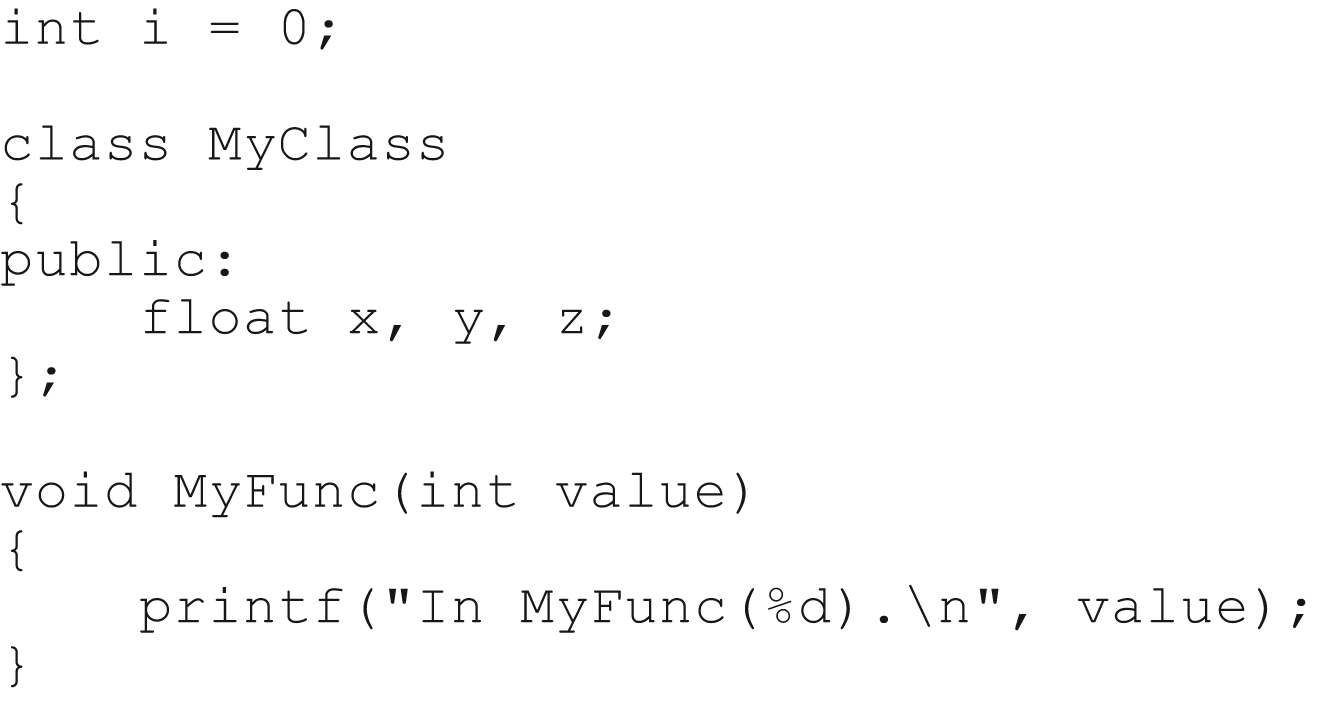 int i = 0;
class MyClass
{
public:
    float x, y, z;
};
void MyFunc(int value)
{
    printf("In MyFunc(%d).\n", value);
}